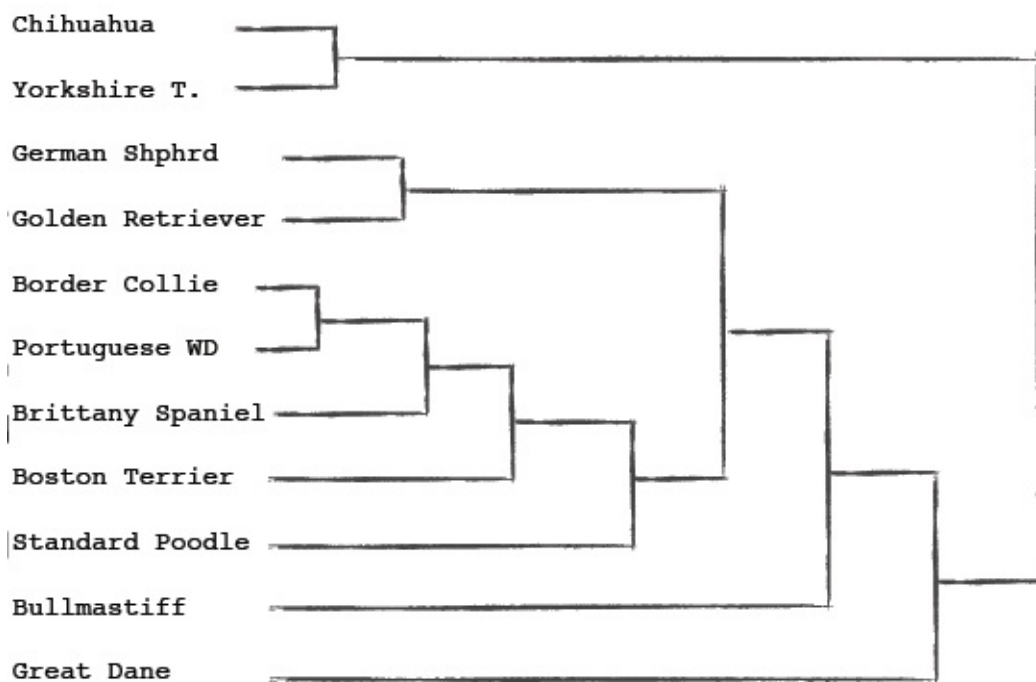 Chihuahua
Yorkshire T.
German Shphrd
Golden Retriever
Border Collie
Portuguese WD
Brittany Spaniel
Boston Terrier
Standard Poodle
Bullmastiff
Great Dane